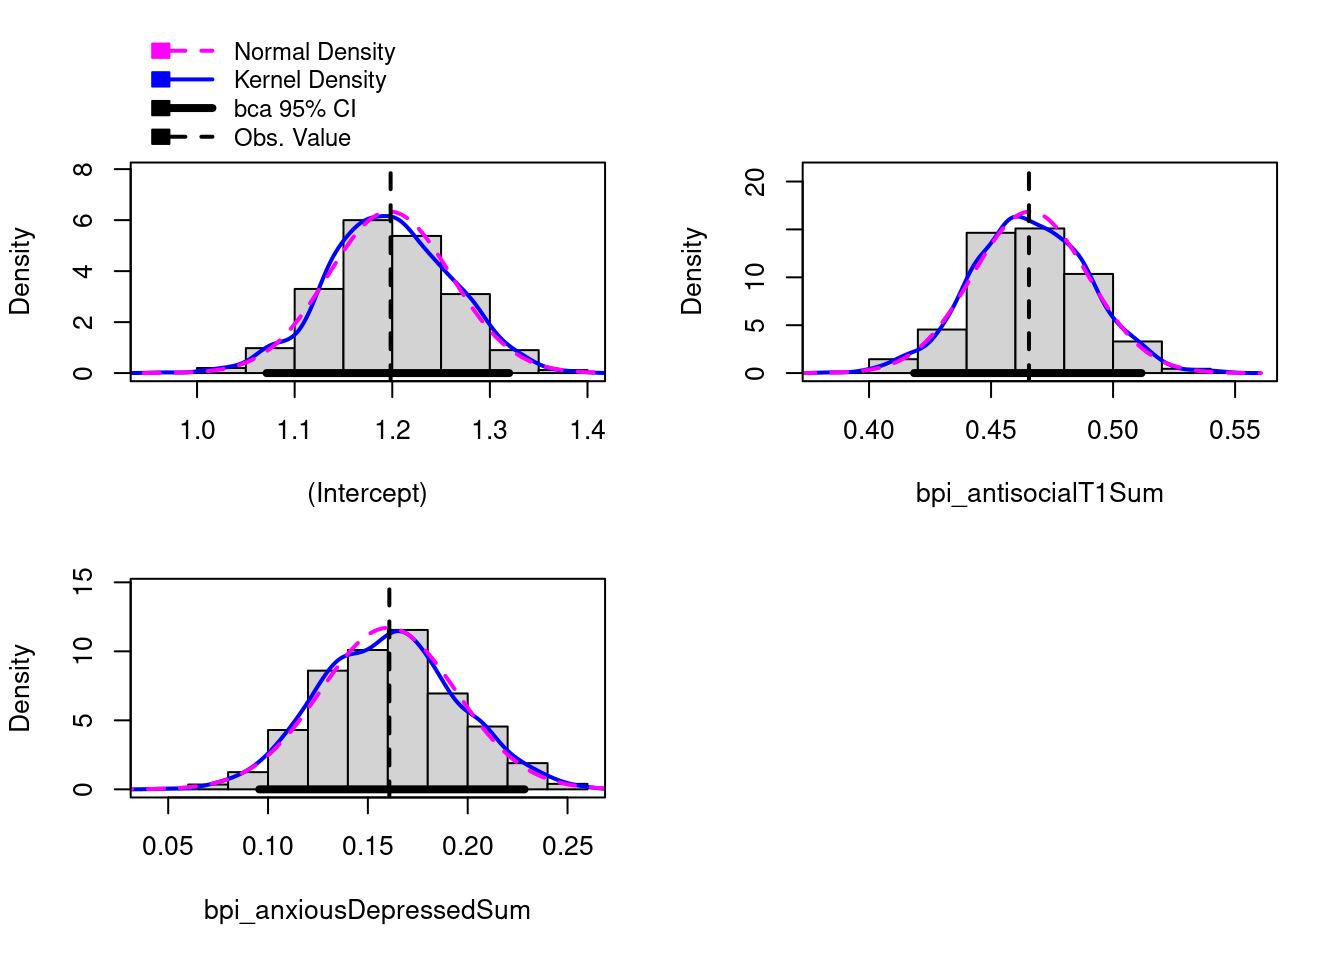 Normal Density
Kernel Density
bca 95% CI
Obs. Value
Density
0 2 4 6 8
1.0 1.1 1.2 1.3 1.4
(Intercept)
Density
0 5 10 20
0.40 0.45 0.50 0.55
bpi_antisocialT1Sum
Density
0 5 10 15
0.05 0.10 0.15 0.20 0.25
bpi_anxiousDepressedSum